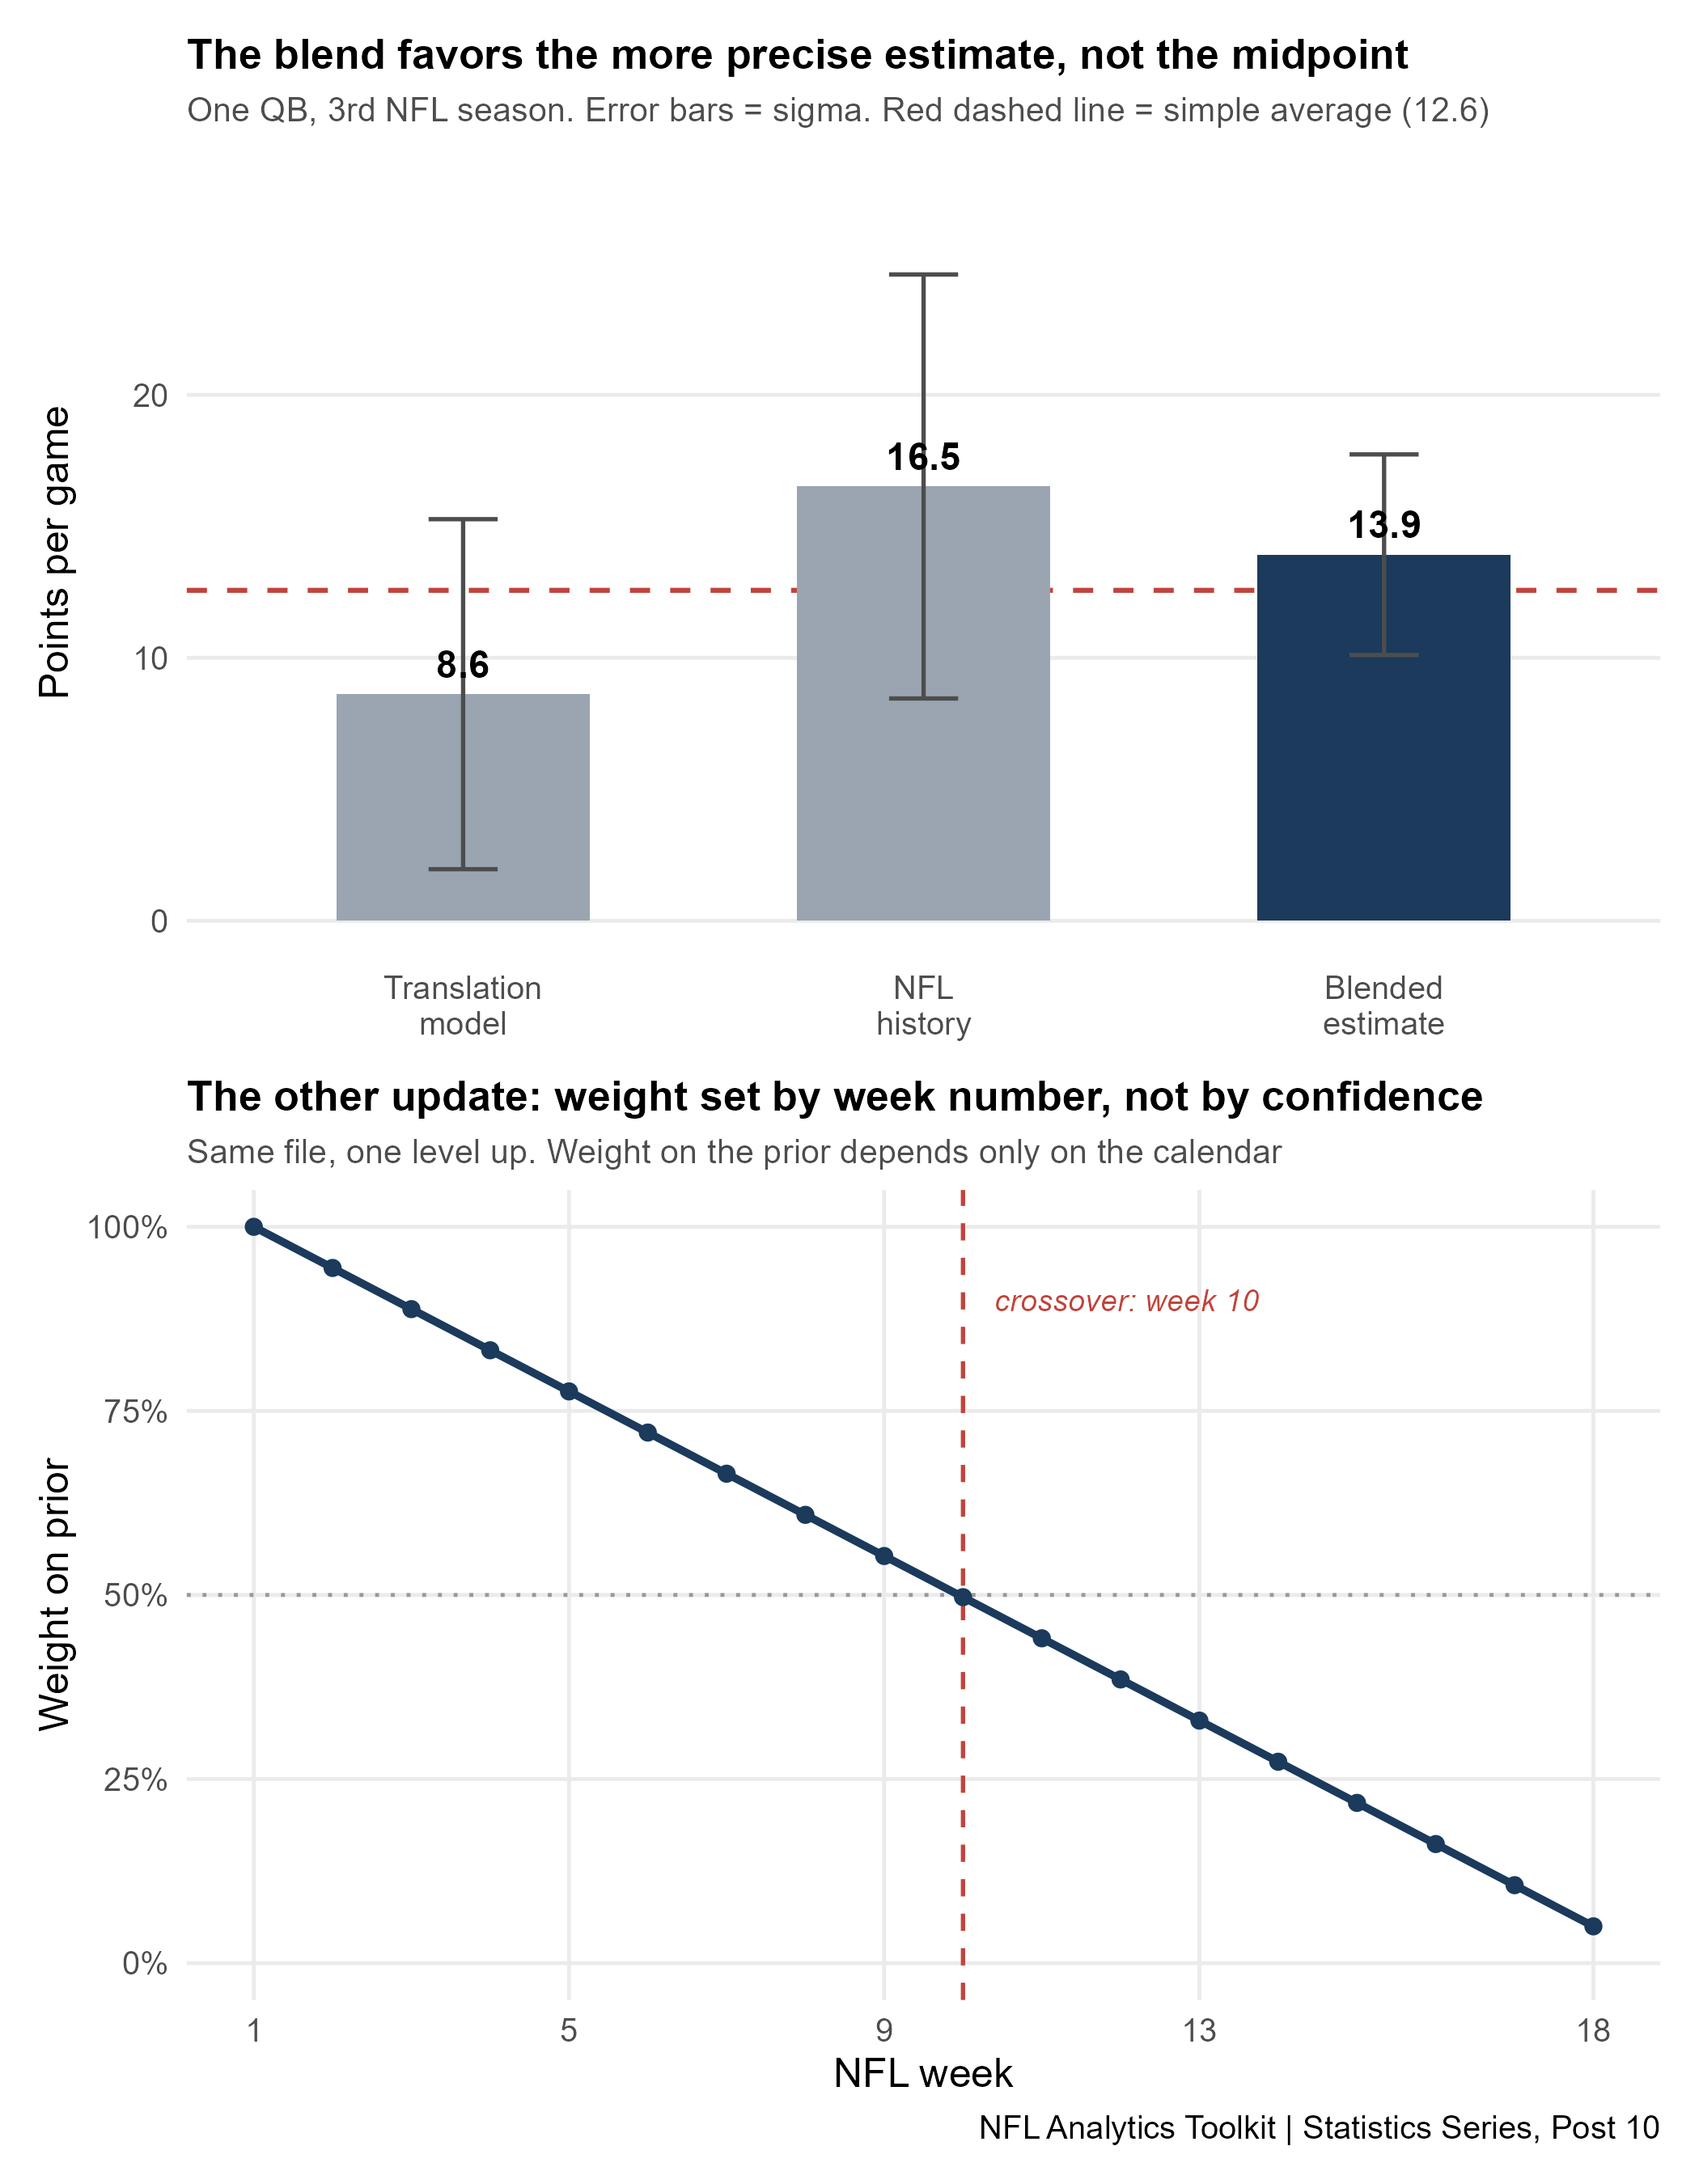 The blend favors the more precise estimate, not the midpoint
One QB, 3rd NFL season. Error bars = sigma. Red dashed line = simple average (12.6)
Points per game
20
10
0
8.6
16.5
13.9
Translation
model
NFL
history
Blended
estimate
The other update: weight set by week number, not by confidence
Same file, one level up. Weight on the prior depends only on the calendar
Weight on prior
100%
75%
50%
25%
0%
crossover: week 10
1
5
9
13
18
NFL week
NFL Analytics Toolkit | Statistics Series, Post 10